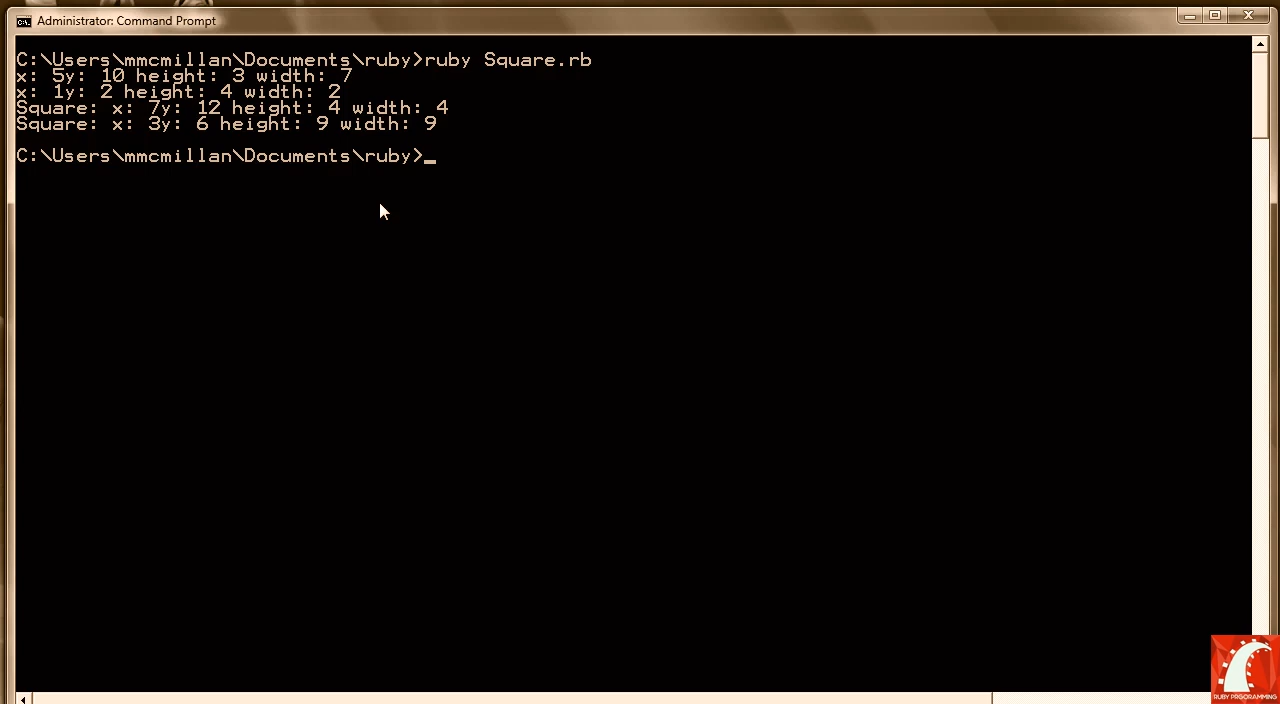 Administrator: Command Prompt
C:\Users\mmcmillan\Documents\ruby>ruby Square.rb
x: 5y: 10 height: 3 width: 7
x: 1y: 2 height: 4 width: 2
Square: x: 7y: 12 height: 4 width: 4
Square: x: 3y: 6 height: 9 width: 9
C:\Users\mmcmillan\Documents\ruby>_
RUBY PRGORAMMING